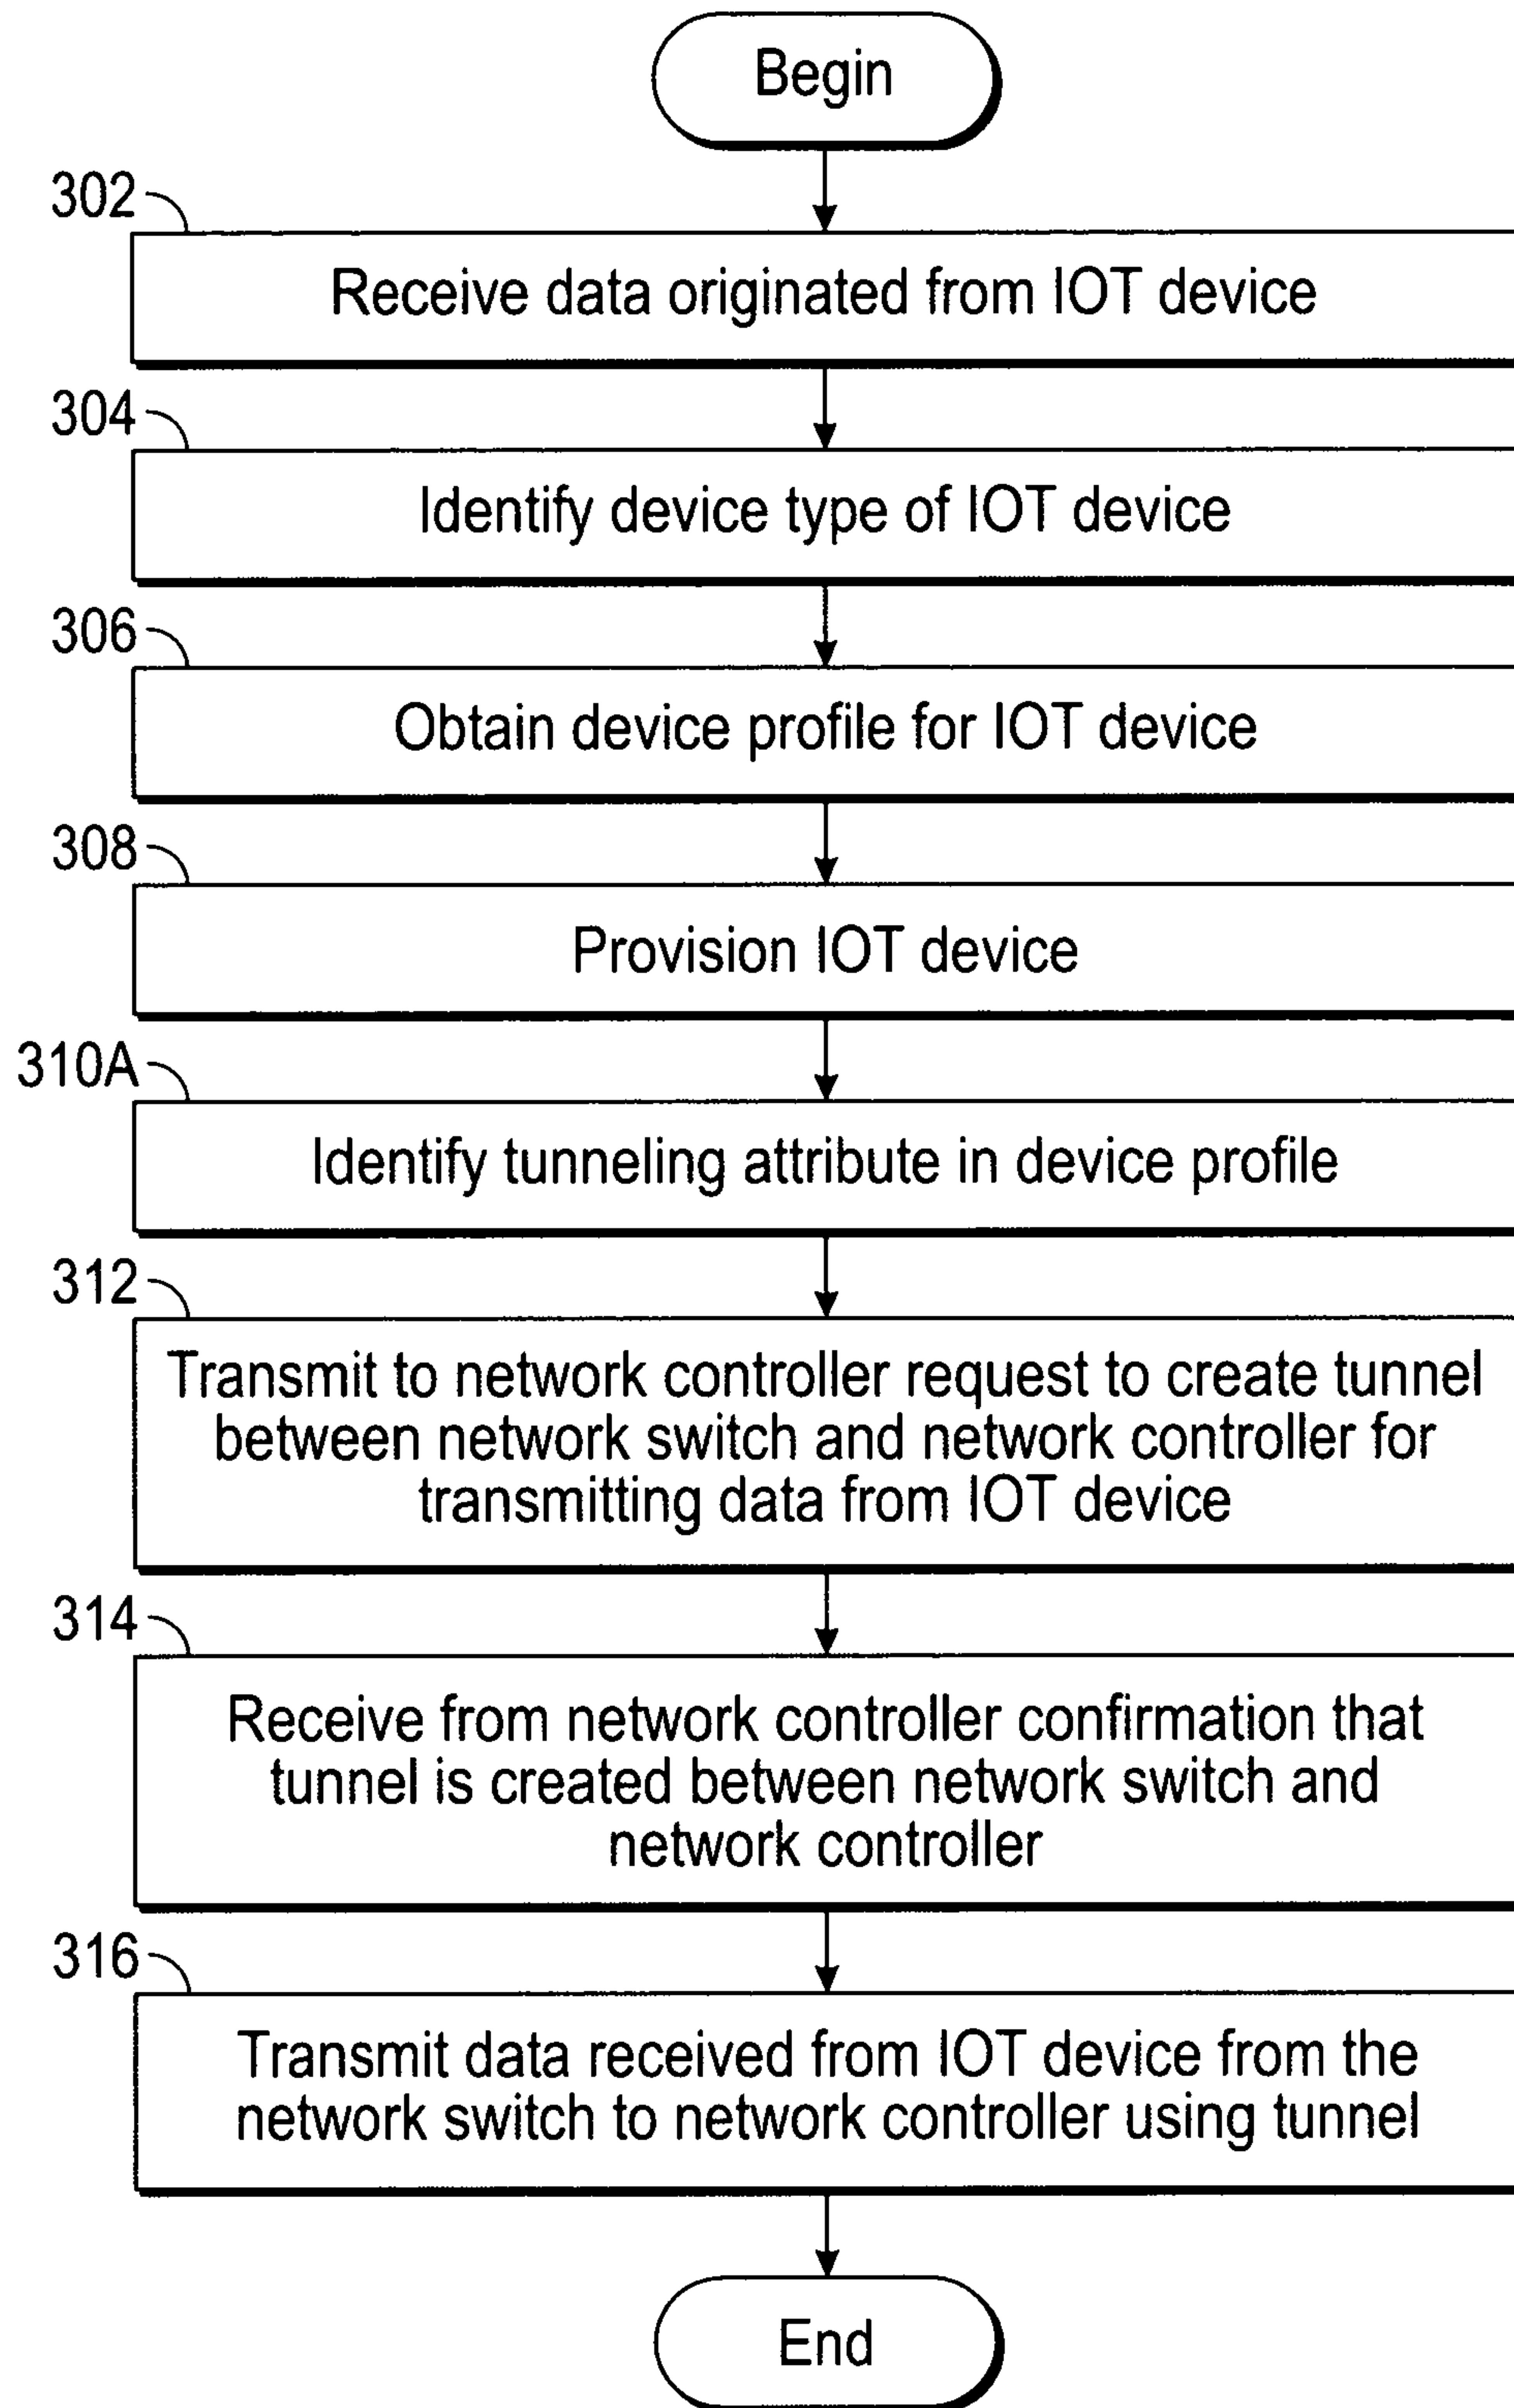 Begin
302
Receive data originated from IOT device
304
Identify device type of IOT device
306
Obtain device profile for IOT device
308
Provision IOT device
310A
Identify tunneling attribute in device profile
312
Transmit to network controller request to create tunnel
between network switch and network controller for
transmitting data from IOT device
314
Receive from network controller confirmation that
tunnel is created between network switch and
network controller
316
Transmit data received from IOT device from the
network switch to network controller using tunnel
End